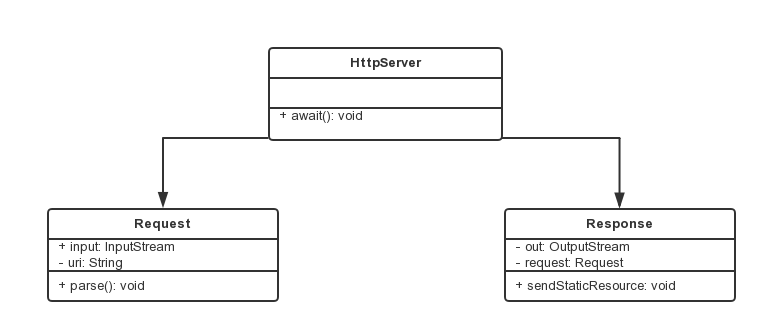 HttpServer
+ await(): void
Request
+ input: InputStream
- uri: String
+ parse(): void
Response
- out: OutputStream
- request: Request
+ sendStaticResource: void